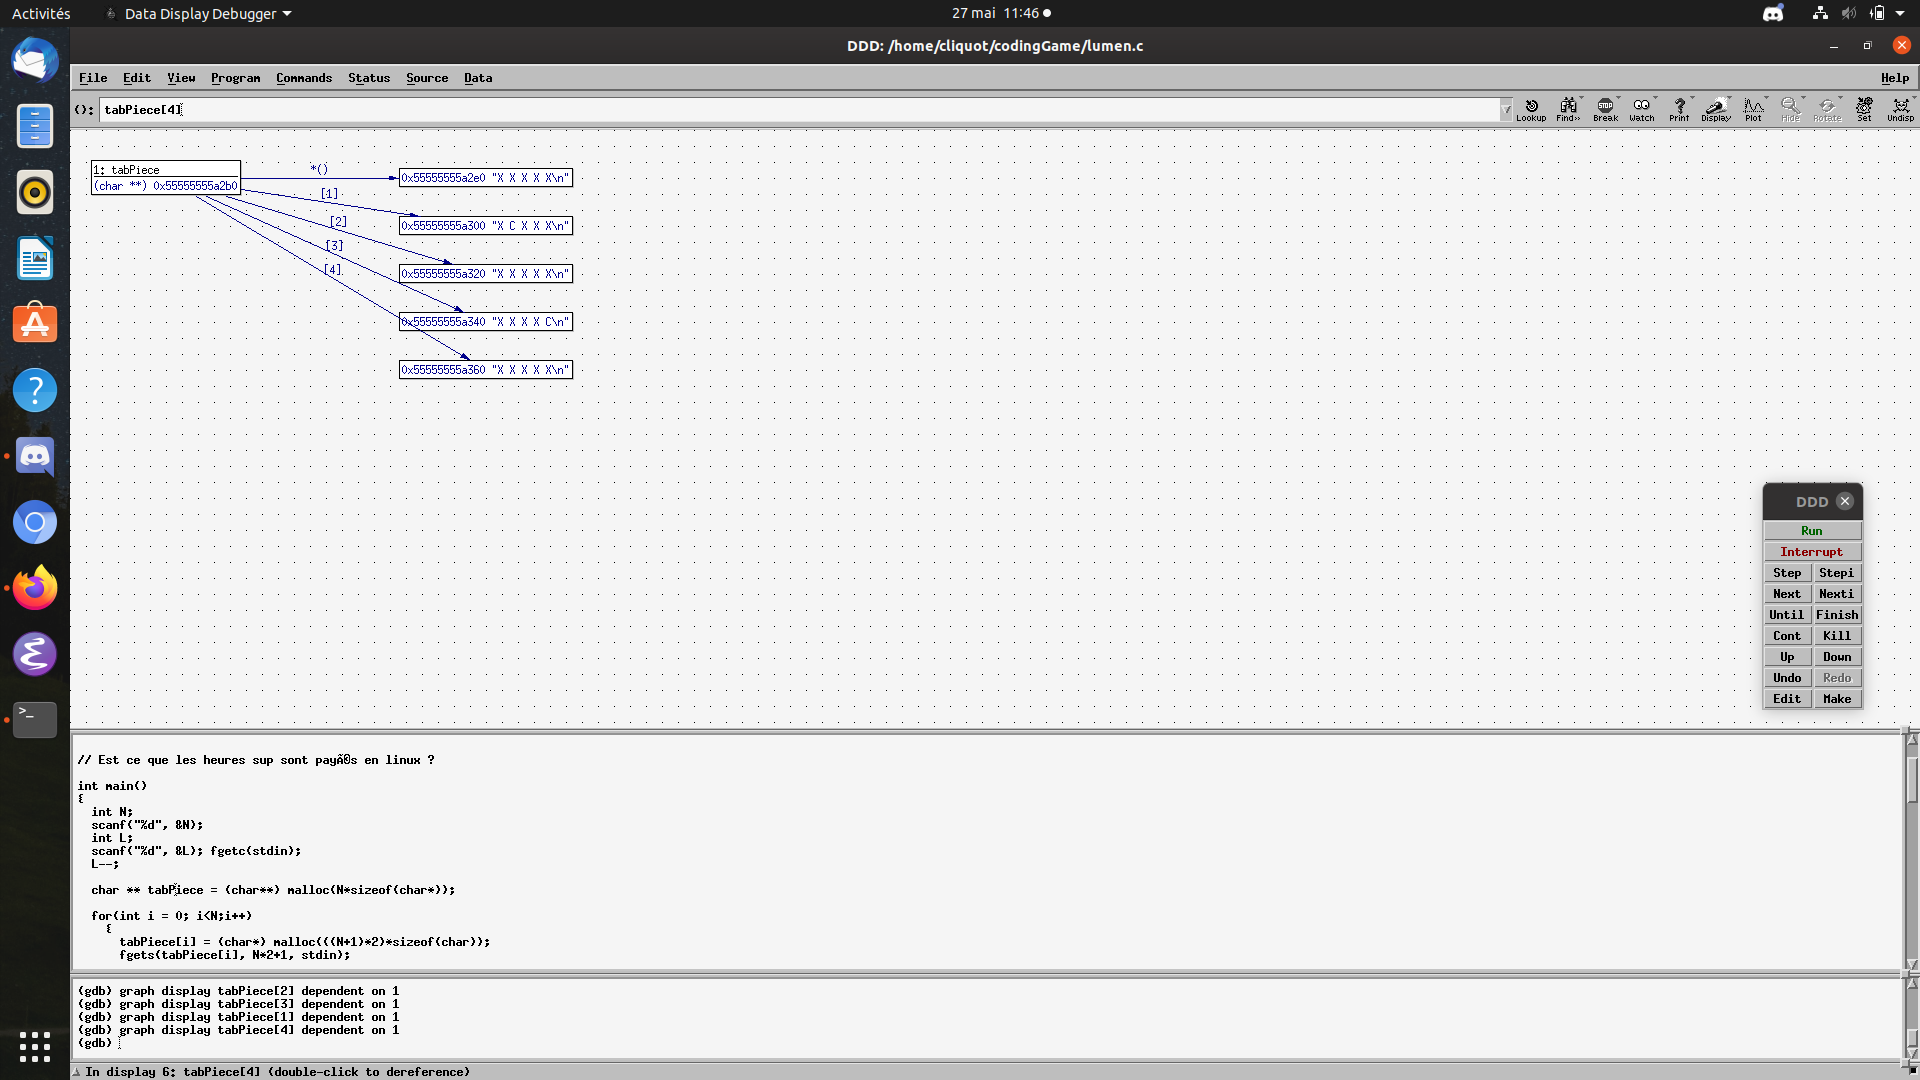 Activités
Data Display Debugger
27 mai 11:46
DDD: /home/cliquot/codingGame/lumen.c
File Edit View Program Commands Status Source Data Help
(): tabPiece[4]
Lookup Find>> Break Watch Print Display Plot Hide Rotate Set Undisp
1: tabPiece
(char **) 0x55555555a2b0
*()
0x55555555a2e0 "X X X X X\n"
[1]
0x55555555a300 "X C X X X\n"
[2]
0x55555555a320 "X X X X X\n"
[3]
0x55555555a340 "X X X X C\n"
[4]
0x55555555a360 "X X X X X\n"
DDD
Run
Interrupt
Step Stepi
Next Nexti
Until Finish
Cont Kill
Up Down
Undo Redo
Edit Make
// Est ce que les heures sup sont payÃ©s en linux ?
int main()
{
int N;
scanf("%d", &N);
int L;
scanf("%d", &L); fgetc(stdin);
L--;
char ** tabPiece = (char**) malloc(N*sizeof(char*));
for(int i = 0; i<N;i++)
{
tabPiece[i] = (char*) malloc(((N+1)*2)*sizeof(char));
fgets(tabPiece[i], N*2+1, stdin);
(gdb) graph display tabPiece[2] dependent on 1
(gdb) graph display tabPiece[3] dependent on 1
(gdb) graph display tabPiece[1] dependent on 1
(gdb) graph display tabPiece[4] dependent on 1
(gdb)
In display 6: tabPiece[4] (double-click to dereference)